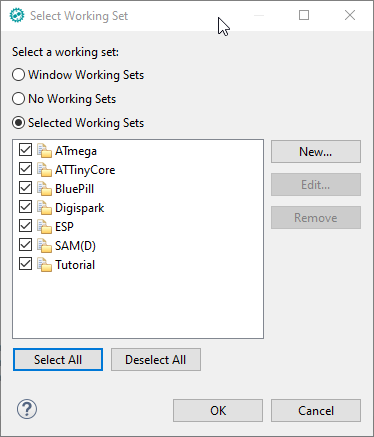 Select Working Set
Select a working set:
Window Working Sets
No Working Sets
Selected Working Sets
ATmega
ATTinyCore
BluePill
Digispark
ESP
SAM(D)
Tutorial
New...
Edit...
Remove
Select All
Deselect All
?
OK
Cancel